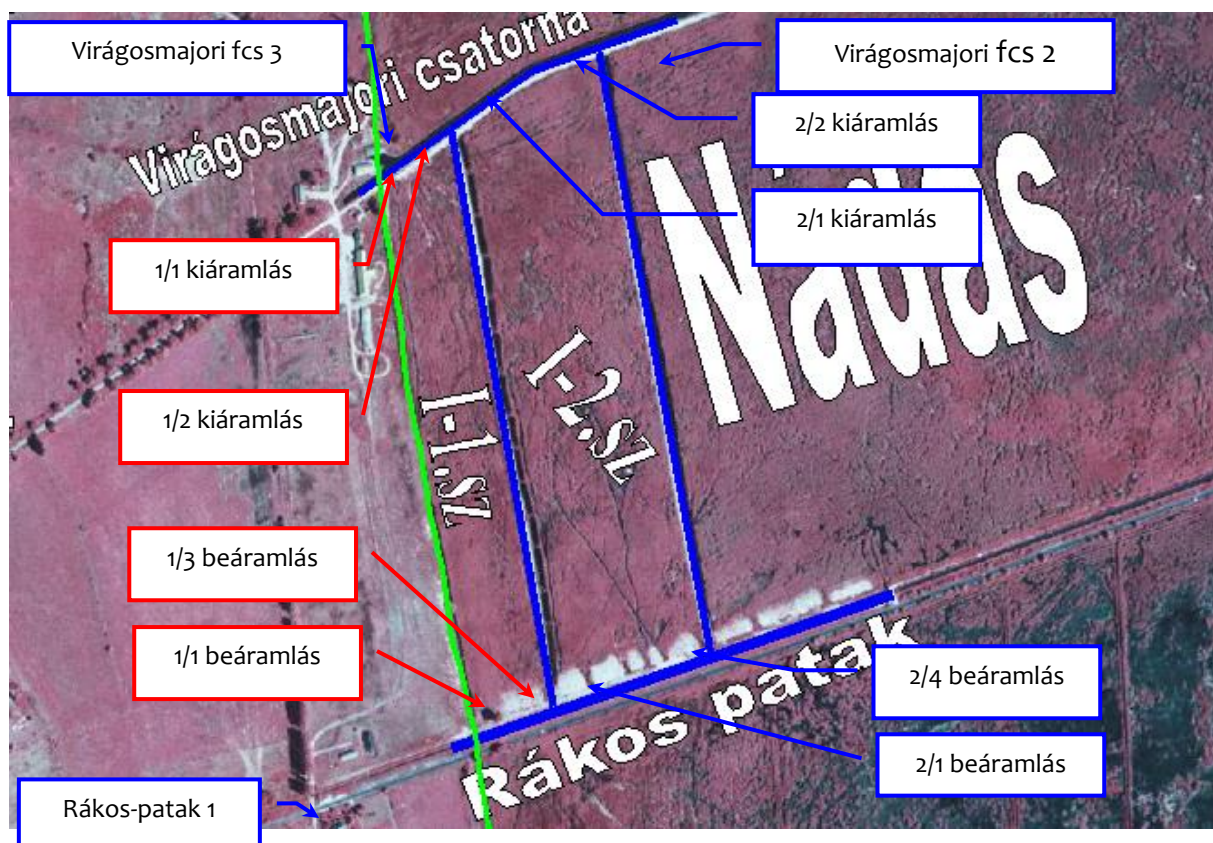 Virágosmajori fcs 3
Virágosmajori csatorna
Virágosmajori fcs 2
2/2 kiáramlás
Nádas
2/1 kiáramlás
1/1 kiáramlás
1/2 kiáramlás
I-1.sz
I-2.sz
1/3 beáramlás
1/1 beáramlás
2/4 beáramlás
Rákos patak
2/1 beáramlás
Rákos-patak 1